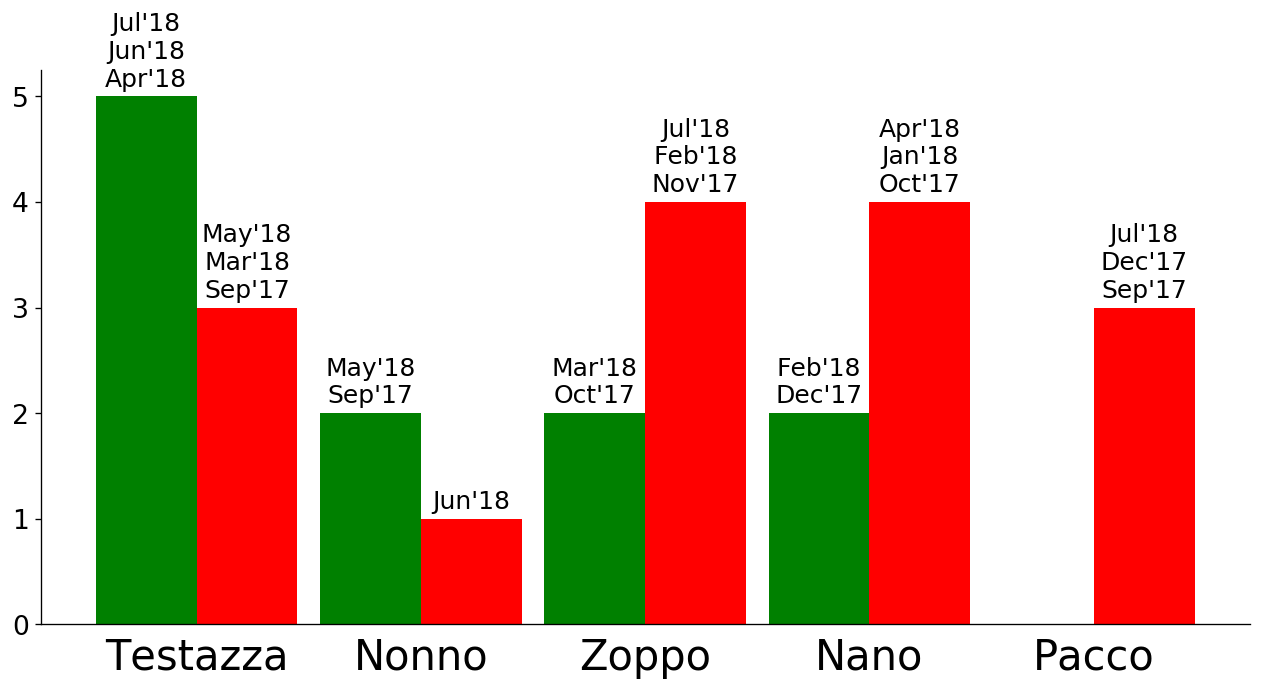 Jul'18
Jun'18
Apr'18
May'18
Mar'18
Sep'17
May'18
Sep'17
Jun'18
Mar'18
Oct'17
Jul'18
Feb'18
Nov'17
Feb'18
Dec'17
Apr'18
Jan'18
Oct'17
Jul'18
Dec'17
Sep'17
5
4
3
2
1
0
Testazza Nonno Zoppo Nano Pacco